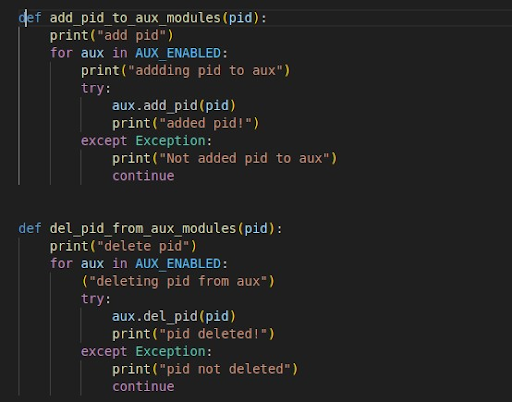 def add_pid_to_aux_modules(pid):
    print("add pid")
    for aux in AUX_ENABLED:
        print("addding pid to aux")
        try:
            aux.add_pid(pid)
            print("added pid!")
        except Exception:
            print("Not added pid to aux")
            continue
def del_pid_from_aux_modules(pid):
    print("delete pid")
    for aux in AUX_ENABLED:
        ("deleting pid from aux")
        try:
            aux.del_pid(pid)
            print("pid deleted!")
        except Exception:
            print("pid not deleted")
            continue